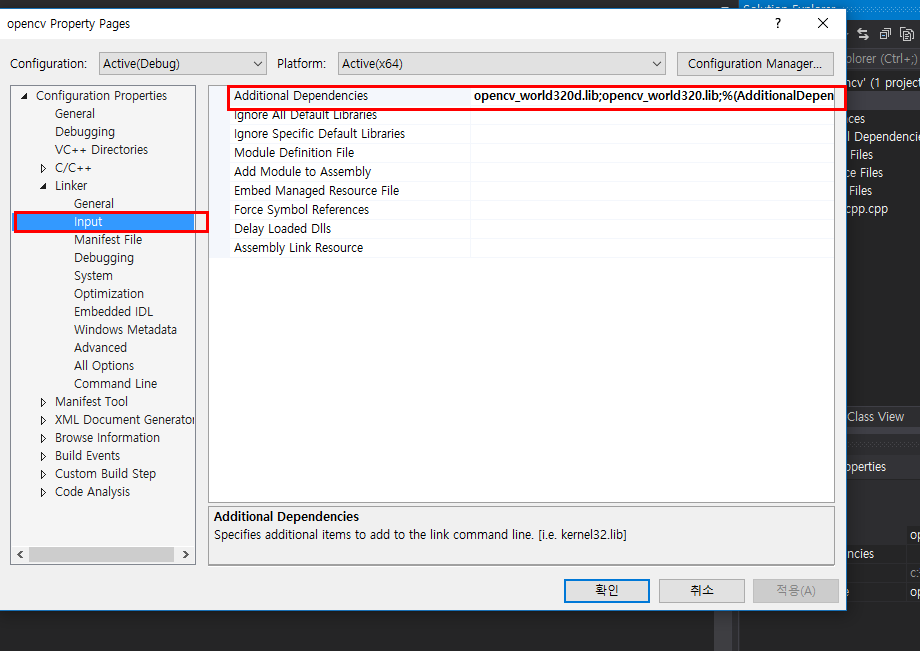 Solution Explorer
opencv Property Pages
?
Configuration:
Active(Debug)
Platform:
Active(x64)
Configuration Manager...
Configuration Properties
General
Debugging
VC++ Directories
C/C++
Linker
General
Input
Manifest File
Debugging
System
Optimization
Embedded IDL
Windows Metadata
Advanced
All Options
Command Line
Manifest Tool
XML Document Generator
Browse Information
Build Events
Custom Build Step
Code Analysis
Additional Dependencies opencv_world320d.lib;opencv_world320.lib;%(AdditionalDepen
Ignore All Default Libraries
Ignore Specific Default Libraries
Module Definition File
Add Module to Assembly
Embed Managed Resource File
Force Symbol References
Delay Loaded Dlls
Assembly Link Resource
Additional Dependencies
Specifies additional items to add to the link command line. [i.e. kernel32.lib]
확인
취소
적용(A)
plorer (Ctrl+;)
ncv' (1 project
ces
l Dependencie
Files
ce Files
Files
cpp.cpp
Class View
operties
op
ncies
c:
e
op